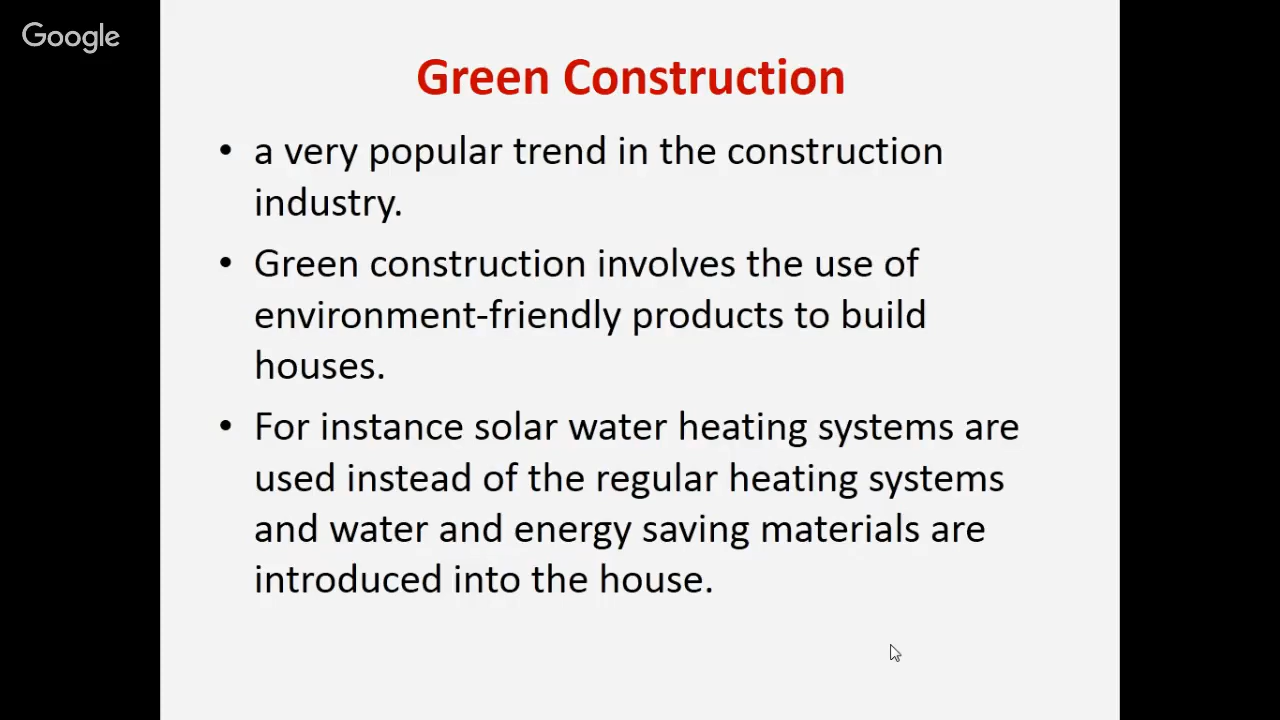 Google
Green Construction
• a very popular trend in the construction
industry.
• Green construction involves the use of
environment-friendly products to build
houses.
• For instance solar water heating systems are
used instead of the regular heating systems
and water and energy saving materials are
introduced into the house.